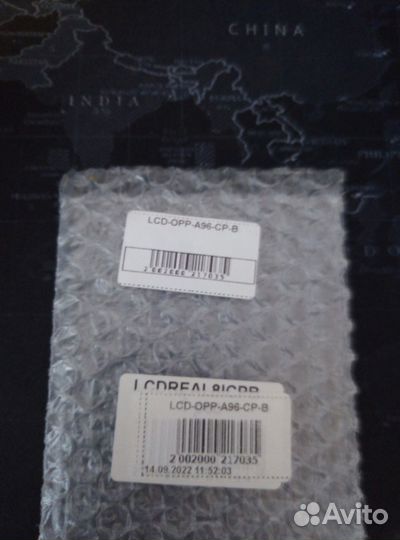 CHINA
INDIA
LCD-OPP-A96-CP-B
2 002000 217035
LCDREAL8ICPB
LCD-OPP-A96-CP-B
2 002000 217035
14.09.2022 11:52:03
Avito